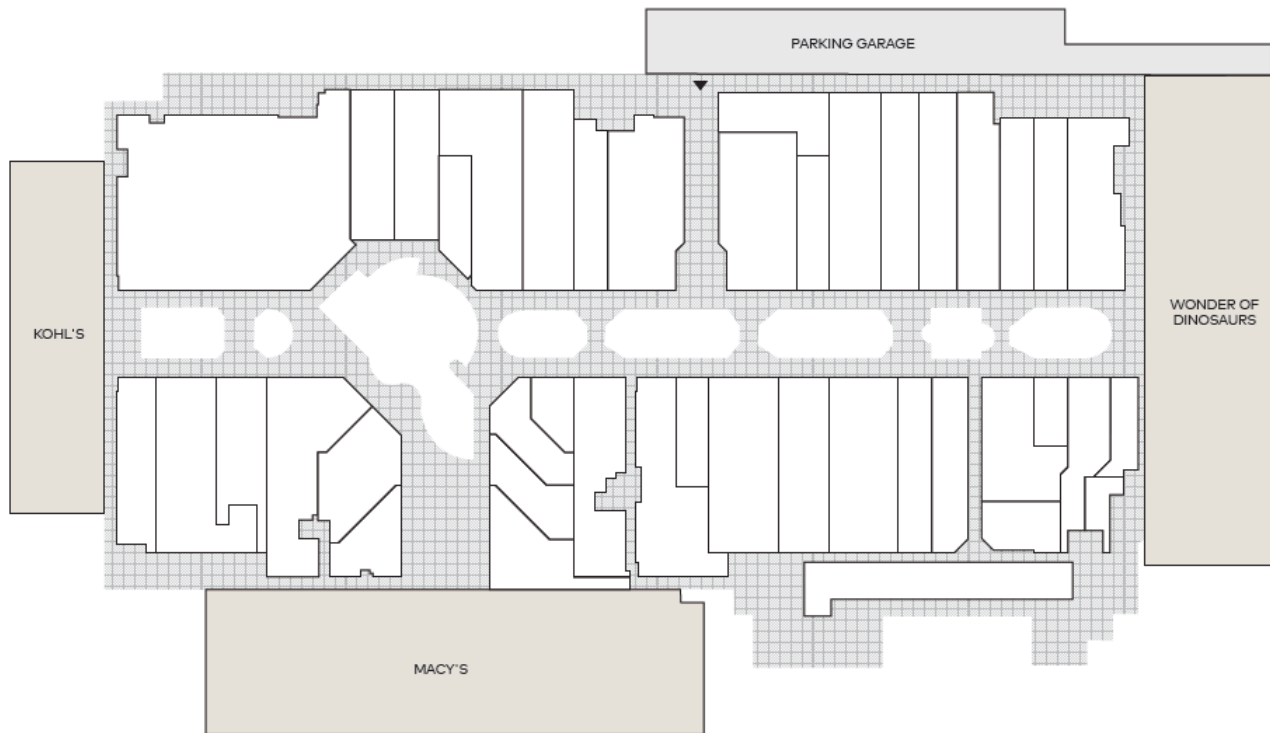 PARKING GARAGE
KOHL'S
WONDER OF
DINOSAURS
MACY'S